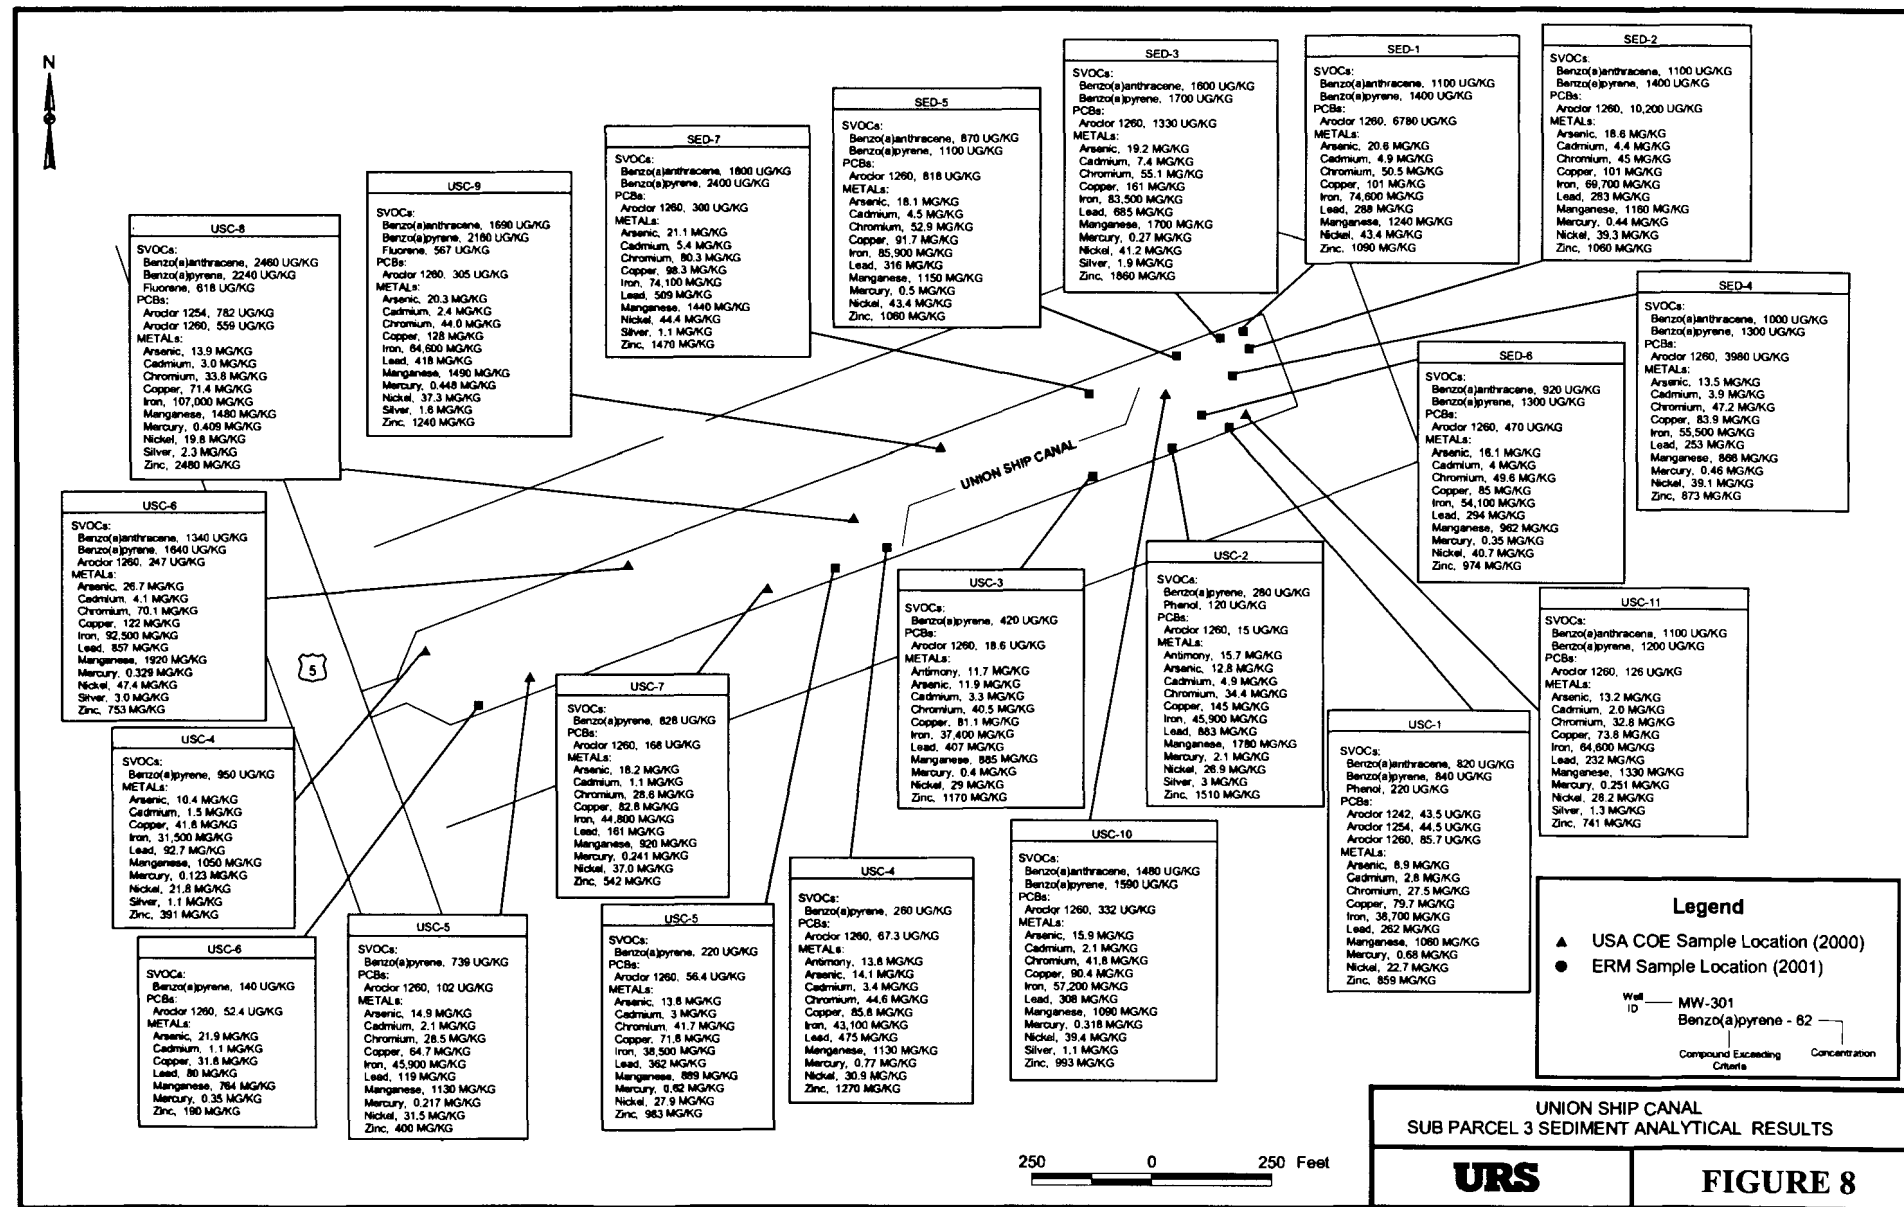 N
USC-8
SVOCs:
Benzo(a)anthracene, 2460 UG/KG
Benzo(a)pyrene, 2240 UG/KG
Fluorene, 618 UG/KG
PCBs:
Aroclor 1254, 782 UG/KG
Aroclor 1260, 559 UG/KG
METALs:
Arsenic, 13.9 MG/KG
Cadmium, 3.0 MG/KG
Chromium, 33.8 MG/KG
Copper, 71.4 MG/KG
Iron, 107,000 MG/KG
Manganese, 1480 MG/KG
Mercury, 0.409 MG/KG
Nickel, 19.8 MG/KG
Silver, 2.3 MG/KG
Zinc, 2480 MG/KG
USC-9
SVOCs:
Benzo(a)anthracene, 1690 UG/KG
Benzo(a)pyrene, 2160 UG/KG
Fluorene, 567 UG/KG
PCBs:
Aroclor 1260, 305 UG/KG
METALs:
Arsenic, 20.3 MG/KG
Cadmium, 2.4 MG/KG
Chromium, 44.0 MG/KG
Copper, 128 MG/KG
Iron, 64,600 MG/KG
Lead, 418 MG/KG
Manganese, 1490 MG/KG
Mercury, 0.448 MG/KG
Nickel, 37.3 MG/KG
Silver, 1.6 MG/KG
Zinc, 1240 MG/KG
SED-7
SVOCs:
Benzo(a)anthracene, 1800 UG/KG
Benzo(a)pyrene, 2400 UG/KG
PCBs:
Aroclor 1260, 300 UG/KG
METALs:
Arsenic, 21.1 MG/KG
Cadmium, 5.4 MG/KG
Chromium, 80.3 MG/KG
Copper, 98.3 MG/KG
Iron, 74,100 MG/KG
Lead, 509 MG/KG
Manganese, 1440 MG/KG
Nickel, 44.4 MG/KG
Silver, 1.1 MG/KG
Zinc, 1470 MG/KG
SED-5
SVOCs:
Benzo(a)anthracene, 870 UG/KG
Benzo(a)pyrene, 1100 UG/KG
PCBs:
Aroclor 1260, 818 UG/KG
METALs:
Arsenic, 18.1 MG/KG
Cadmium, 4.5 MG/KG
Chromium, 52.9 MG/KG
Copper, 91.7 MG/KG
Iron, 85,900 MG/KG
Lead, 316 MG/KG
Manganese, 1150 MG/KG
Mercury, 0.5 MG/KG
Nickel, 43.4 MG/KG
Zinc, 1060 MG/KG
SED-3
SVOCs:
Benzo(a)anthracene, 1600 UG/KG
Benzo(a)pyrene, 1700 UG/KG
PCBs:
Aroclor 1260, 1330 UG/KG
METALs:
Arsenic, 19.2 MG/KG
Cadmium, 7.4 MG/KG
Chromium, 55.1 MG/KG
Copper, 161 MG/KG
Iron, 83,500 MG/KG
Lead, 685 MG/KG
Manganese, 1700 MG/KG
Mercury, 0.27 MG/KG
Nickel, 41.2 MG/KG
Silver, 1.9 MG/KG
Zinc, 1860 MG/KG
SED-1
SVOCs:
Benzo(a)anthracene, 1100 UG/KG
Benzo(a)pyrene, 1400 UG/KG
PCBs:
Aroclor 1260, 6780 UG/KG
METALs:
Arsenic, 20.6 MG/KG
Cadmium, 4.9 MG/KG
Chromium, 50.5 MG/KG
Copper, 101 MG/KG
Iron, 74,600 MG/KG
Lead, 288 MG/KG
Manganese, 1240 MG/KG
Nickel, 43.4 MG/KG
Zinc, 1090 MG/KG
SED-2
SVOCs:
Benzo(a)anthracene, 1100 UG/KG
Benzo(a)pyrene, 1400 UG/KG
PCBs:
Aroclor 1260, 10,200 UG/KG
METALs:
Arsenic, 18.6 MG/KG
Cadmium, 4.4 MG/KG
Chromium, 45 MG/KG
Copper, 101 MG/KG
Iron, 69,700 MG/KG
Lead, 283 MG/KG
Manganese, 1160 MG/KG
Mercury, 0.44 MG/KG
Nickel, 39.3 MG/KG
Zinc, 1060 MG/KG
SED-4
SVOCs:
Benzo(a)anthracene, 1000 UG/KG
Benzo(a)pyrene, 1300 UG/KG
PCBs:
Aroclor 1260, 3980 UG/KG
METALs:
Arsenic, 13.5 MG/KG
Cadmium, 3.9 MG/KG
Chromium, 47.2 MG/KG
Copper, 83.9 MG/KG
Iron, 55,500 MG/KG
Lead, 253 MG/KG
Manganese, 868 MG/KG
Mercury, 0.46 MG/KG
Nickel, 39.1 MG/KG
Zinc, 873 MG/KG
SED-6
SVOCs:
Benzo(a)anthracene, 920 UG/KG
Benzo(a)pyrene, 1300 UG/KG
PCBs:
Aroclor 1260, 470 UG/KG
METALs:
Arsenic, 16.1 MG/KG
Cadmium, 4 MG/KG
Chromium, 49.6 MG/KG
Copper, 85 MG/KG
Iron, 54,100 MG/KG
Lead, 294 MG/KG
Manganese, 962 MG/KG
Mercury, 0.35 MG/KG
Nickel, 40.7 MG/KG
Zinc, 974 MG/KG
UNION SHIP CANAL
USC-6
SVOCs:
Benzo(a)anthracene, 1340 UG/KG
Benzo(a)pyrene, 1640 UG/KG
Aroclor 1260, 247 UG/KG
METALs:
Arsenic, 26.7 MG/KG
Cadmium, 4.1 MG/KG
Chromium, 70.1 MG/KG
Copper, 122 MG/KG
Iron, 92,500 MG/KG
Lead, 857 MG/KG
Manganese, 1920 MG/KG
Mercury, 0.329 MG/KG
Nickel, 47.4 MG/KG
Silver, 3.0 MG/KG
Zinc, 753 MG/KG
5
USC-4
SVOCs:
Benzo(a)pyrene, 950 UG/KG
METALs:
Arsenic, 10.4 MG/KG
Cadmium, 1.5 MG/KG
Copper, 41.6 MG/KG
Iron, 31,500 MG/KG
Lead, 92.7 MG/KG
Manganese, 1050 MG/KG
Mercury, 0.123 MG/KG
Nickel, 21.8 MG/KG
Silver, 1.1 MG/KG
Zinc, 391 MG/KG
USC-6
SVOCs:
Benzo(a)pyrene, 140 UG/KG
PCBs:
Aroclor 1260, 52.4 UG/KG
METALs:
Arsenic, 21.9 MG/KG
Cadmium, 1.1 MG/KG
Copper, 31.8 MG/KG
Lead, 80 MG/KG
Manganese, 764 MG/KG
Mercury, 0.35 MG/KG
Zinc, 190 MG/KG
USC-5
SVOCs:
Benzo(a)pyrene, 739 UG/KG
PCBs:
Aroclor 1260, 102 UG/KG
METALs:
Arsenic, 14.9 MG/KG
Cadmium, 2.1 MG/KG
Chromium, 28.5 MG/KG
Copper, 64.7 MG/KG
Iron, 45,900 MG/KG
Lead, 119 MG/KG
Manganese, 1130 MG/KG
Mercury, 0.217 MG/KG
Nickel, 31.5 MG/KG
Zinc, 400 MG/KG
USC-7
SVOCs:
Benzo(a)pyrene, 828 UG/KG
PCBs:
Aroclor 1260, 168 UG/KG
METALs:
Arsenic, 18.2 MG/KG
Cadmium, 1.1 MG/KG
Chromium, 28.6 MG/KG
Copper, 82.8 MG/KG
Iron, 44,800 MG/KG
Lead, 161 MG/KG
Manganese, 920 MG/KG
Mercury, 0.241 MG/KG
Nickel, 37.0 MG/KG
Zinc, 542 MG/KG
USC-5
SVOCs:
Benzo(a)pyrene, 220 UG/KG
PCBs:
Aroclor 1260, 56.4 UG/KG
METALs:
Arsenic, 13.8 MG/KG
Cadmium, 3 MG/KG
Chromium, 41.7 MG/KG
Copper, 71.8 MG/KG
Iron, 38,500 MG/KG
Lead, 362 MG/KG
Manganese, 889 MG/KG
Mercury, 0.62 MG/KG
Nickel, 27.9 MG/KG
Zinc, 983 MG/KG
USC-4
SVOCs:
Benzo(a)pyrene, 260 UG/KG
PCBs:
Aroclor 1260, 67.3 UG/KG
METALs:
Antimony, 13.8 MG/KG
Arsenic, 14.1 MG/KG
Cadmium, 3.4 MG/KG
Chromium, 44.6 MG/KG
Copper, 85.8 MG/KG
Iron, 43,100 MG/KG
Lead, 475 MG/KG
Manganese, 1130 MG/KG
Mercury, 0.77 MG/KG
Nickel, 30.9 MG/KG
Zinc, 1270 MG/KG
USC-3
SVOCs:
Benzo(a)pyrene, 420 UG/KG
PCBs:
Aroclor 1260, 18.6 UG/KG
METALs:
Antimony, 11.7 MG/KG
Arsenic, 11.9 MG/KG
Cadmium, 3.3 MG/KG
Chromium, 40.5 MG/KG
Copper, 81.1 MG/KG
Iron, 37,400 MG/KG
Lead, 407 MG/KG
Manganese, 885 MG/KG
Mercury, 0.4 MG/KG
Nickel, 29 MG/KG
Zinc, 1170 MG/KG
USC-2
SVOCs:
Benzo(a)pyrene, 280 UG/KG
Phenol, 120 UG/KG
PCBs:
Aroclor 1260, 15 UG/KG
METALs:
Antimony, 15.7 MG/KG
Arsenic, 12.8 MG/KG
Cadmium, 4.9 MG/KG
Chromium, 34.4 MG/KG
Copper, 145 MG/KG
Iron, 45,900 MG/KG
Lead, 883 MG/KG
Manganese, 1780 MG/KG
Mercury, 2.1 MG/KG
Nickel, 26.9 MG/KG
Silver, 3 MG/KG
Zinc, 1510 MG/KG
USC-10
SVOCs:
Benzo(a)anthracene, 1480 UG/KG
Benzo(a)pyrene, 1590 UG/KG
PCBs:
Aroclor 1260, 332 UG/KG
METALs:
Arsenic, 15.9 MG/KG
Cadmium, 2.1 MG/KG
Chromium, 41.8 MG/KG
Copper, 90.4 MG/KG
Iron, 57,200 MG/KG
Lead, 308 MG/KG
Manganese, 1090 MG/KG
Mercury, 0.318 MG/KG
Nickel, 39.4 MG/KG
Silver, 1.1 MG/KG
Zinc, 993 MG/KG
USC-1
SVOCs:
Benzo(a)anthracene, 820 UG/KG
Benzo(a)pyrene, 840 UG/KG
Phenol, 220 UG/KG
PCBs:
Aroclor 1242, 43.5 UG/KG
Aroclor 1254, 44.5 UG/KG
Aroclor 1260, 85.7 UG/KG
METALs:
Arsenic, 8.9 MG/KG
Cadmium, 2.8 MG/KG
Chromium, 27.5 MG/KG
Copper, 79.7 MG/KG
Iron, 38,700 MG/KG
Lead, 262 MG/KG
Manganese, 1060 MG/KG
Mercury, 0.68 MG/KG
Nickel, 22.7 MG/KG
Zinc, 859 MG/KG
USC-11
SVOCs:
Benzo(a)anthracene, 1100 UG/KG
Benzo(a)pyrene, 1200 UG/KG
PCBs:
Aroclor 1260, 126 UG/KG
METALs:
Arsenic, 13.2 MG/KG
Cadmium, 2.0 MG/KG
Chromium, 32.8 MG/KG
Copper, 73.8 MG/KG
Iron, 64,600 MG/KG
Lead, 232 MG/KG
Manganese, 1330 MG/KG
Mercury, 0.251 MG/KG
Nickel, 26.2 MG/KG
Silver, 1.3 MG/KG
Zinc, 741 MG/KG
Legend
USA COE Sample Location (2000)
ERM Sample Location (2001)
Well ID
MW-301
Benzo(a)pyrene - 62
Compound Exceeding Criteria
Concentration
250 0 250 Feet
UNION SHIP CANAL
SUB PARCEL 3 SEDIMENT ANALYTICAL RESULTS
URS
FIGURE 8